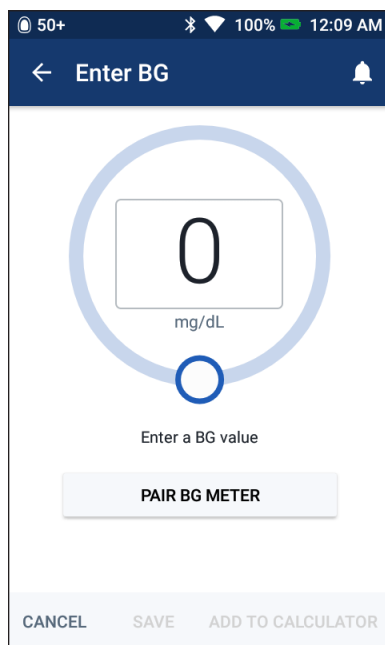 50+ 100% 12:09 AM
Enter BG
0
mg/dL
Enter a BG value
PAIR BG METER
CANCEL SAVE ADD TO CALCULATOR